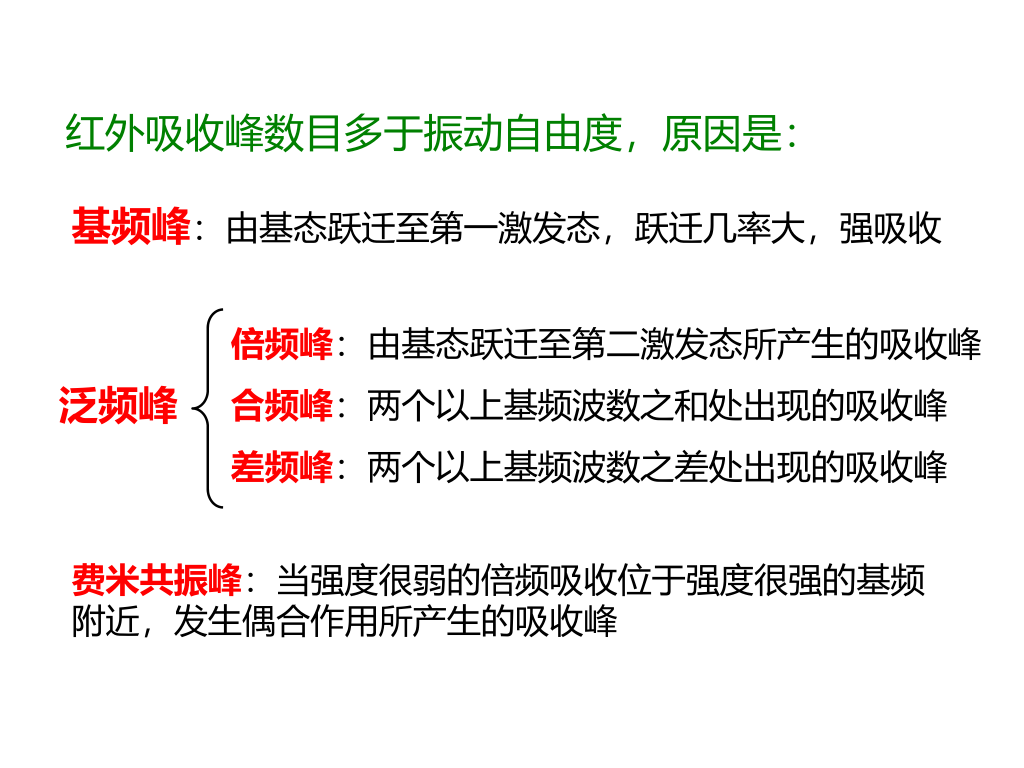 红外吸收峰数目多于振动自由度，原因是：
基频峰：由基态跃迁至第一激发态，跃迁几率大，强吸收
泛频峰
倍频峰：由基态跃迁至第二激发态所产生的吸收峰
合频峰：两个以上基频波数之和处出现的吸收峰
差频峰：两个以上基频波数之差处出现的吸收峰
费米共振峰：当强度很弱的倍频吸收位于强度很强的基频
附近，发生偶合作用所产生的吸收峰